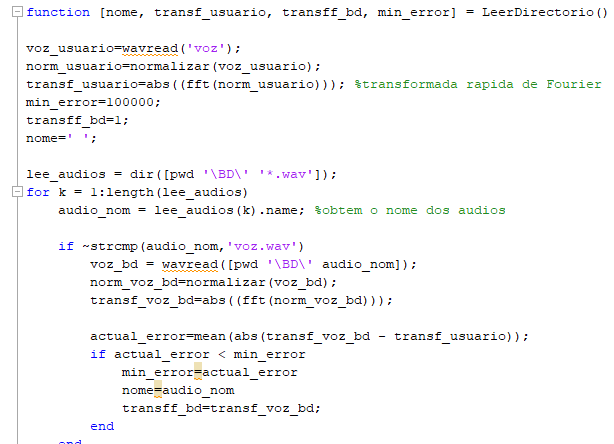 function [nome, transf_usuario, transff_bd, min_error] = LeerDirectorio()
voz_usuario=wavread('voz');
norm_usuario=normalizar(voz_usuario);
transf_usuario=abs((fft(norm_usuario))); %transformada rapida de Fourier
min_error=100000;
transff_bd=1;
nome=' ';
lee_audios = dir([pwd '\BD\' '*.wav']);
for k = 1:length(lee_audios)
audio_nom = lee_audios(k).name; %obtem o nome dos audios
if ~strcmp(audio_nom,'voz.wav')
voz_bd = wavread([pwd '\BD\' audio_nom]);
norm_voz_bd=normalizar(voz_bd);
transf_voz_bd=abs((fft(norm_voz_bd)));
actual_error=mean(abs(transf_voz_bd - transf_usuario));
if actual_error < min_error
min_error=actual_error
nome=audio_nom
transff_bd=transf_voz_bd;
end
end